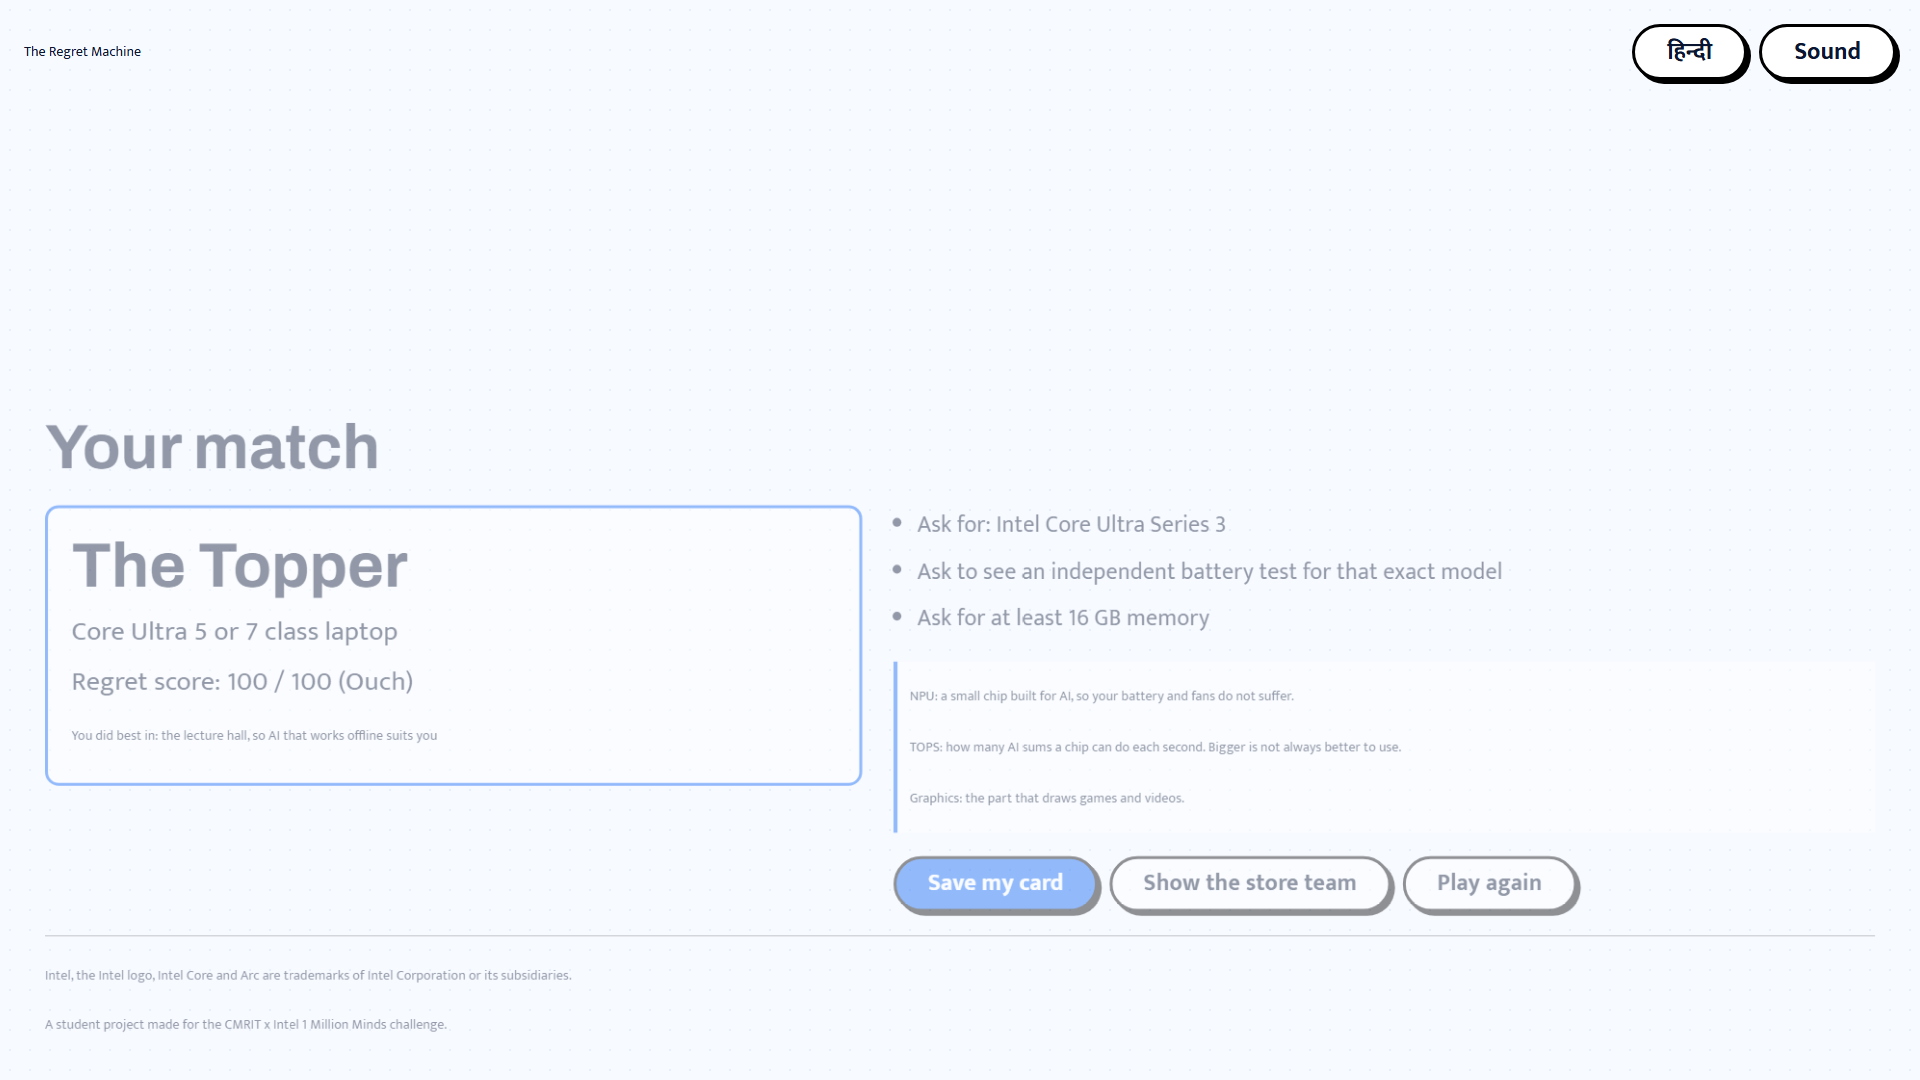 The Regret Machine
हिन्दी
Sound
Your match
The Topper
Core Ultra 5 or 7 class laptop
Regret score: 100 / 100 (Ouch)
You did best in: the lecture hall, so AI that works offline suits you
Ask for: Intel Core Ultra Series 3
Ask to see an independent battery test for that exact model
Ask for at least 16 GB memory
NPU: a small chip built for AI, so your battery and fans do not suffer.
TOPS: how many AI sums a chip can do each second. Bigger is not always better to use.
Graphics: the part that draws games and videos.
Save my card
Show the store team
Play again
Intel, the Intel logo, Intel Core and Arc are trademarks of Intel Corporation or its subsidiaries.
A student project made for the CMRIT x Intel 1 Million Minds challenge.